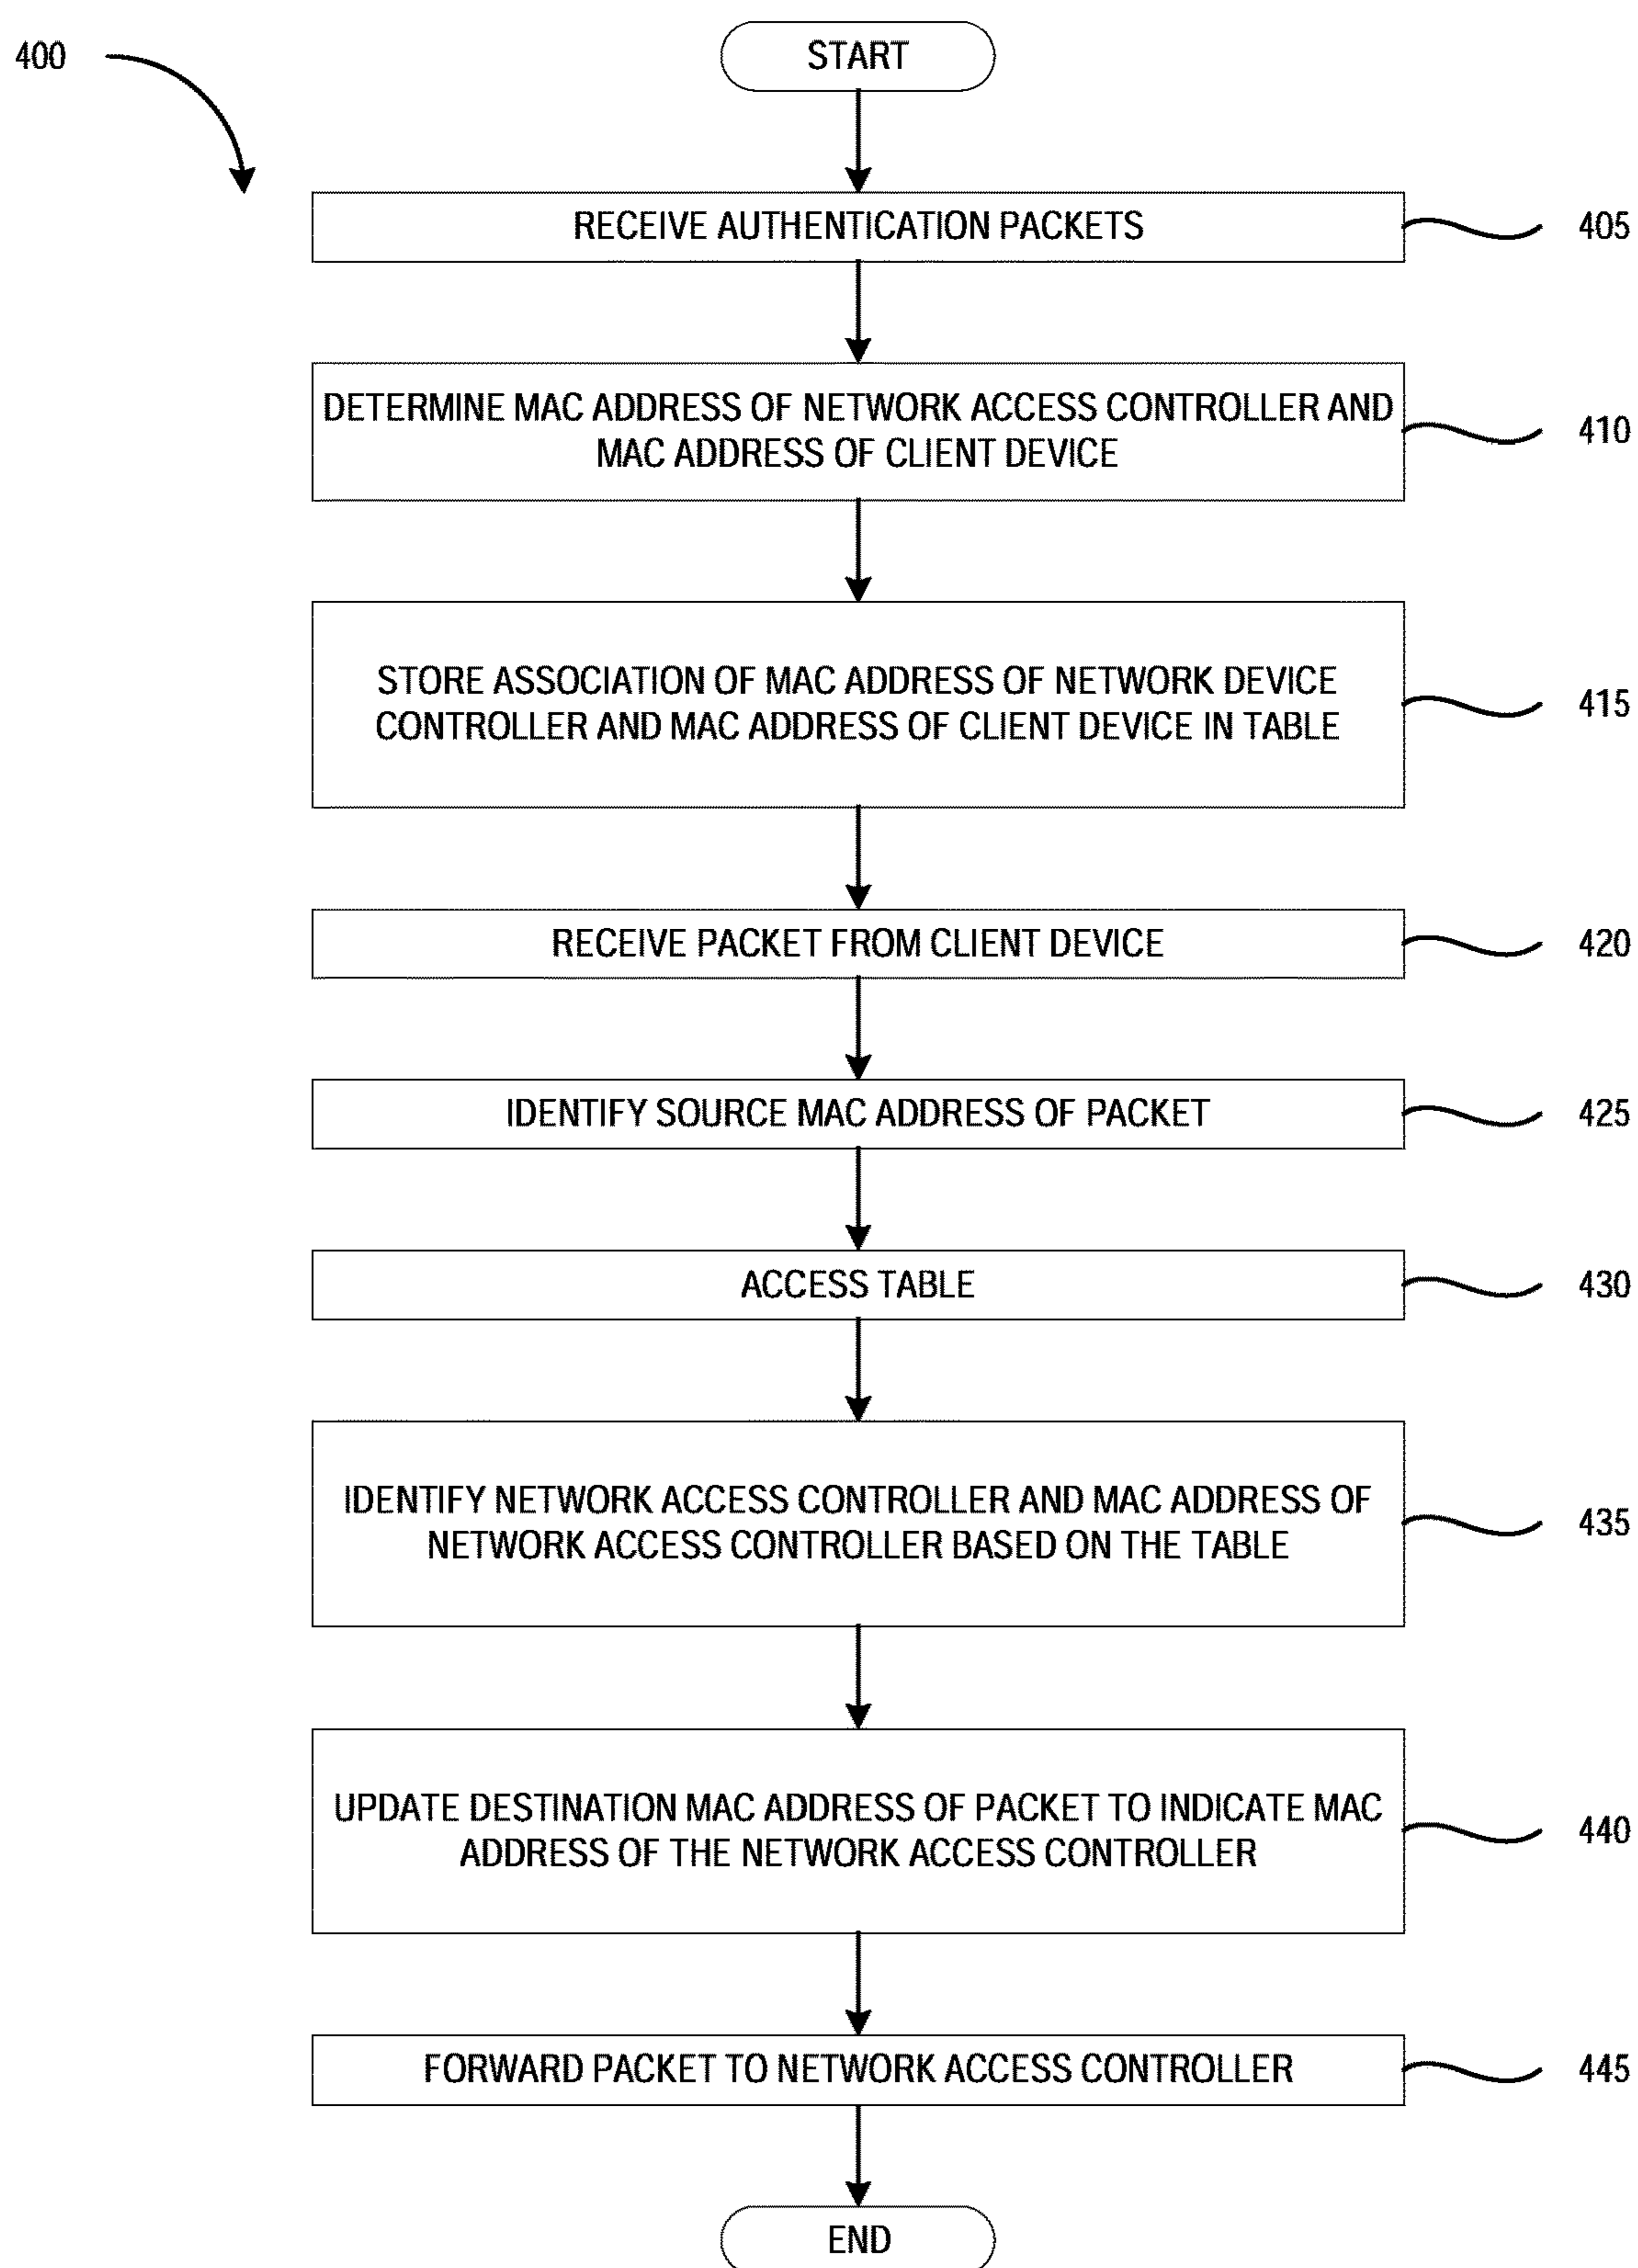 400
START
RECEIVE AUTHENTICATION PACKETS
405
DETERMINE MAC ADDRESS OF NETWORK ACCESS CONTROLLER AND
MAC ADDRESS OF CLIENT DEVICE
410
STORE ASSOCIATION OF MAC ADDRESS OF NETWORK DEVICE
CONTROLLER AND MAC ADDRESS OF CLIENT DEVICE IN TABLE
415
RECEIVE PACKET FROM CLIENT DEVICE
420
IDENTIFY SOURCE MAC ADDRESS OF PACKET
425
ACCESS TABLE
430
IDENTIFY NETWORK ACCESS CONTROLLER AND MAC ADDRESS OF
NETWORK ACCESS CONTROLLER BASED ON THE TABLE
435
UPDATE DESTINATION MAC ADDRESS OF PACKET TO INDICATE MAC
ADDRESS OF THE NETWORK ACCESS CONTROLLER
440
FORWARD PACKET TO NETWORK ACCESS CONTROLLER
445
END